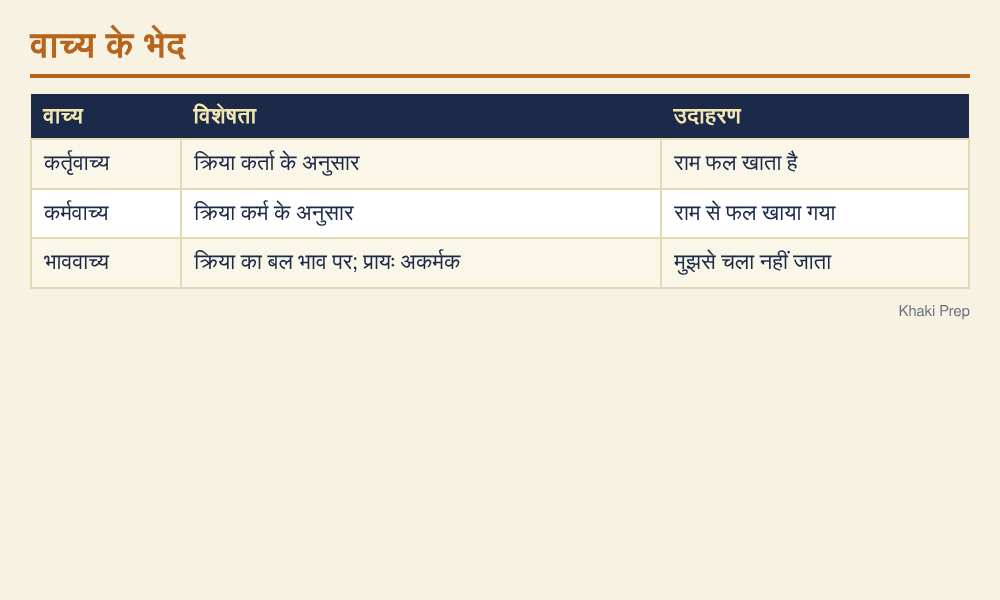 वाच्य के भेद
वाच्य विशेषता उदाहरण
कर्तृवाच्य क्रिया कर्ता के अनुसार राम फल खाता है
कर्मवाच्य क्रिया कर्म के अनुसार राम से फल खाया गया
भाववाच्य क्रिया का बल भाव पर; प्रायः अकर्मक मुझसे चला नहीं जाता
Khaki Prep